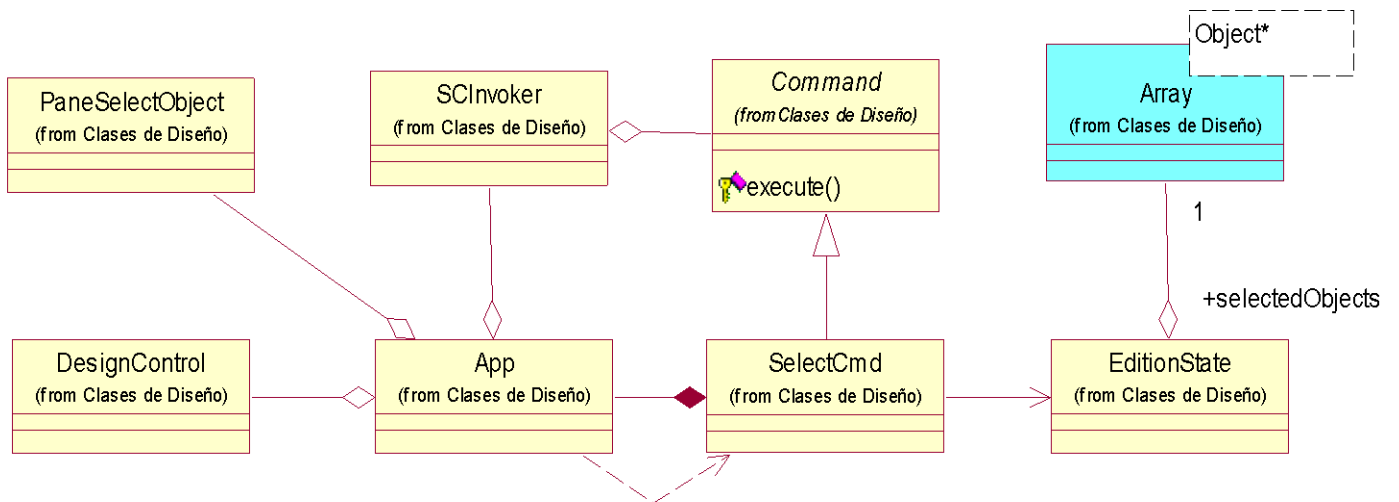 Object*
PaneSelectObject
(from Clases de Diseño)
SCInvoker
(from Clases de Diseño)
Command
(from Clases de Diseño)
execute()
Array
(from Clases de Diseño)
1
+selectedObjects
DesignControl
(from Clases de Diseño)
App
(from Clases de Diseño)
SelectCmd
(from Clases de Diseño)
EditionState
(from Clases de Diseño)